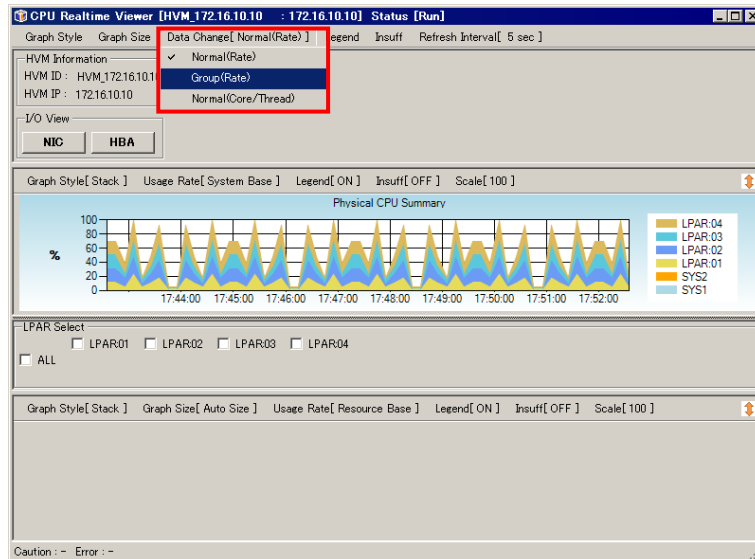 CPU Realtime Viewer [HVM_172.16.10.10 : 172.16.10.10] Status [Run]
Graph Style Graph Size Data Change[ Normal(Rate) ] egend Insuff Refresh Interval[ 5 sec ]
Normal(Rate)
Group(Rate)
Normal(Core/Thread)
HVM Information
HVM ID : HVM_172.16.10.1
HVM IP : 172.16.10.10
I/O View
NIC HBA
Graph Style[ Stack ] Usage Rate[ System Base ] Legend[ ON ] Insuff[ OFF ] Scale[ 100 ]
Physical CPU Summary
%
100
80
60
40
20
0
17:44:00 17:45:00 17:46:00 17:47:00 17:48:00 17:49:00 17:50:00 17:51:00 17:52:00
LPAR:04
LPAR:03
LPAR:02
LPAR:01
SYS2
SYS1
LPAR Select
LPAR:01 LPAR:02 LPAR:03 LPAR:04
ALL
Graph Style[ Stack ] Graph Size[ Auto Size ] Usage Rate[ Resource Base ] Legend[ ON ] Insuff[ OFF ] Scale[ 100 ]
Caution : - Error : -